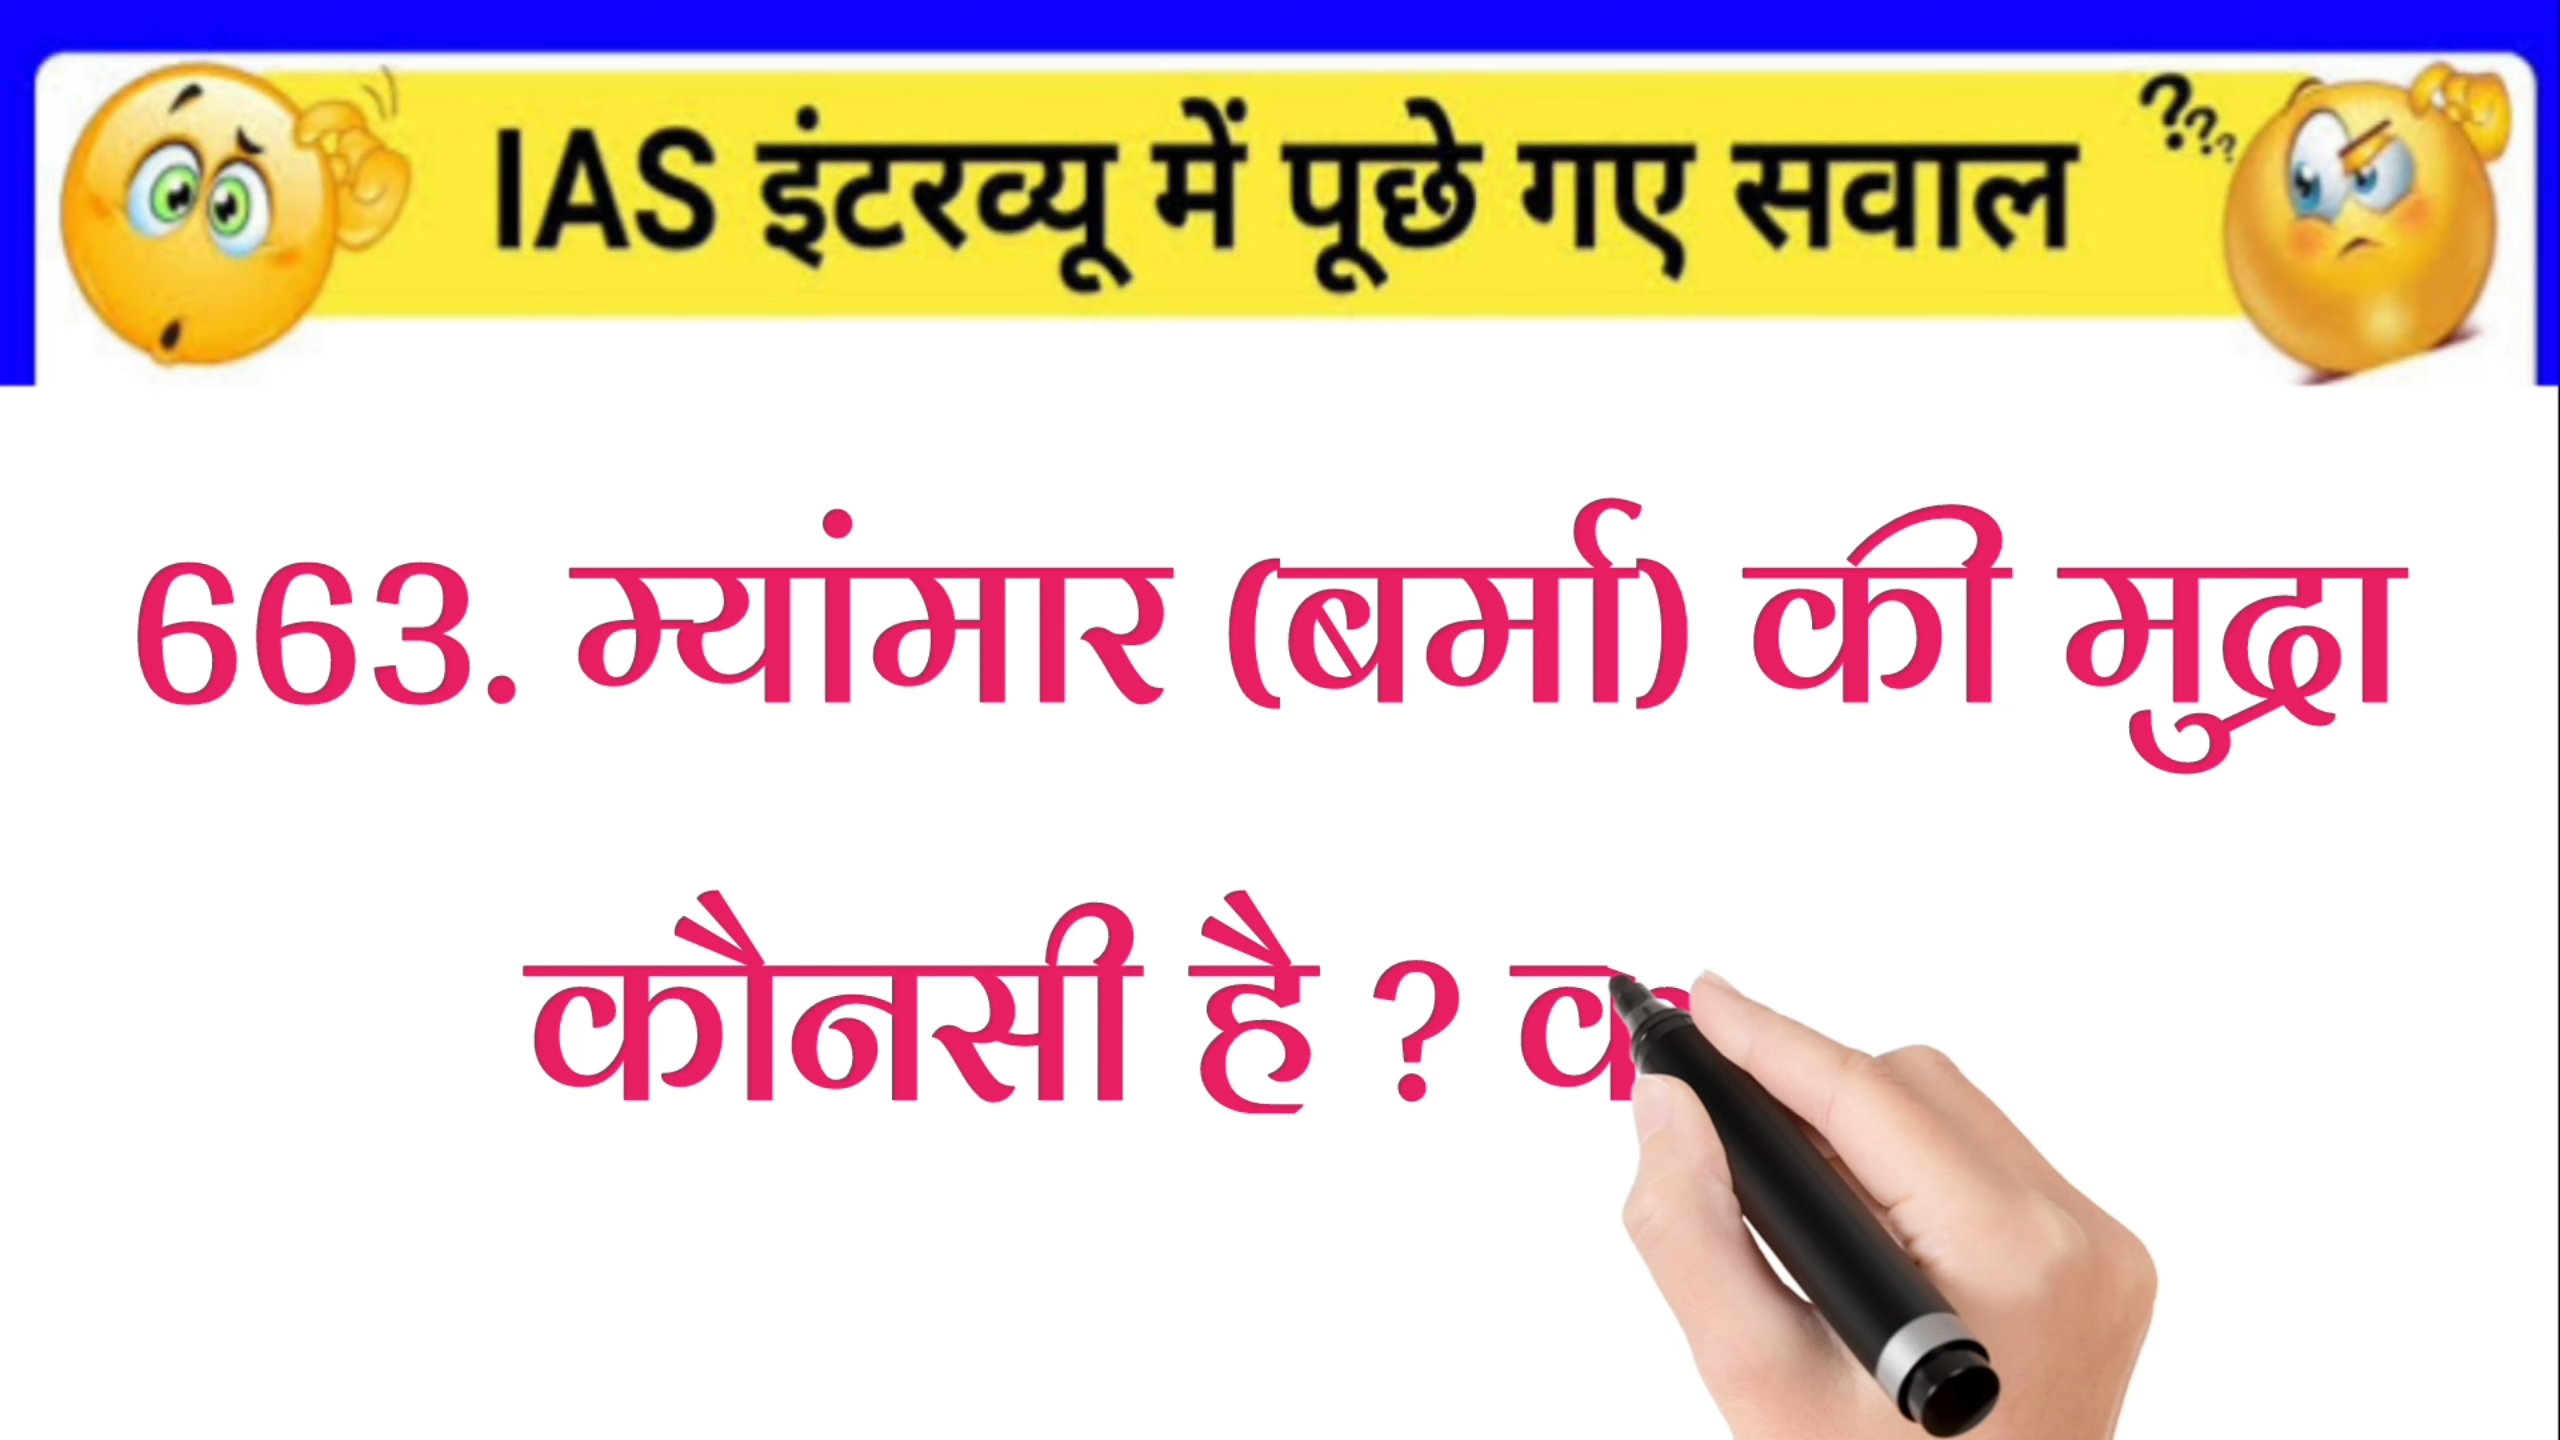 IAS इंटरव्यू में पूछे गए सवाल
???
663. म्यांमार (बर्मा) की मुद्रा
कौनसी है ?